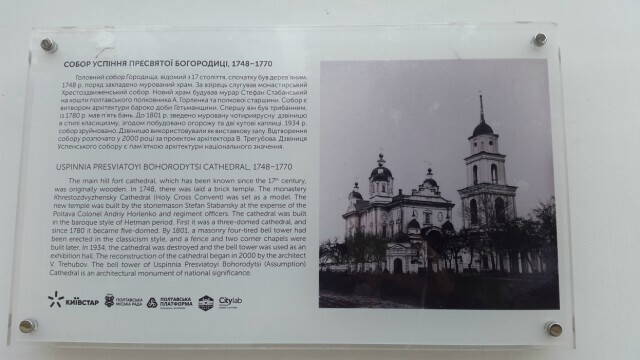 СОБОР УСПІННЯ ПРЕСВЯТОЇ БОГОРОДИЦІ, 1748–1770
Головний собор Городища, відомий з 17 століття, спочатку був дерев'яним.
1748 р. поряд закладено мурований храм. За взірець слугував монастирський
Хрестовоздвиженський собор. Новий храм будував муляр Стефан Стабанський
на кошти полтавського полковника А. Горленка та полкової старшини. Собор є
витвором архітектури бароко доби Гетьманщини. Спершу він був трибанним,
із 1780 р. мав п'ять бань. До 1801 р. зведено муровану чотириярусну дзвіницю
в стилі класицизму, згодом побудовано огорожу та дві кутові каплиці. 1934 р.
собор зруйновано. Дзвіницю використовували як виставкову залу. Відтворення
собору розпочато у 2000 році за проектом архітектора В. Трегубова. Дзвіниця
Успенського собору є пам'яткою архітектури національного значення.
USPINNIA PRESVIATOYI BOHORODYTSI CATHEDRAL, 1748–1770
The main hill fort cathedral, which has been known since the 17th century,
was originally wooden. In 1748, there was laid a brick temple. The monastery
Khrestozdvyzhensky Cathedral (Holy Cross Convent) was set as a model. The
new temple was built by the stonemason Stefan Stabansky at the expense of the
Poltava Colonel Andriy Horlenko and regiment officers. The cathedral was built
in the baroque style of Hetman period. First it was a three-domed cathedral, and
since 1780 it became five-domed. By 1801, a masonry four-tired bell tower had
been erected in the classicism style, and a fence and two corner chapels were
built later. In 1934, the cathedral was destroyed and the bell tower was used as an
exhibition hall. The reconstruction of the cathedral began in 2000 by the architect
V. Trehubov. The bell tower of Uspinnia Presviatoyi Bohorodytsi (Assumption)
Cathedral is an architectural monument of national significance.
КИЇВСТАР
ПОЛТАВСЬКА МІСЬКА РАДА
ПОЛТАВСЬКА ПЛАТФОРМА
Citylab